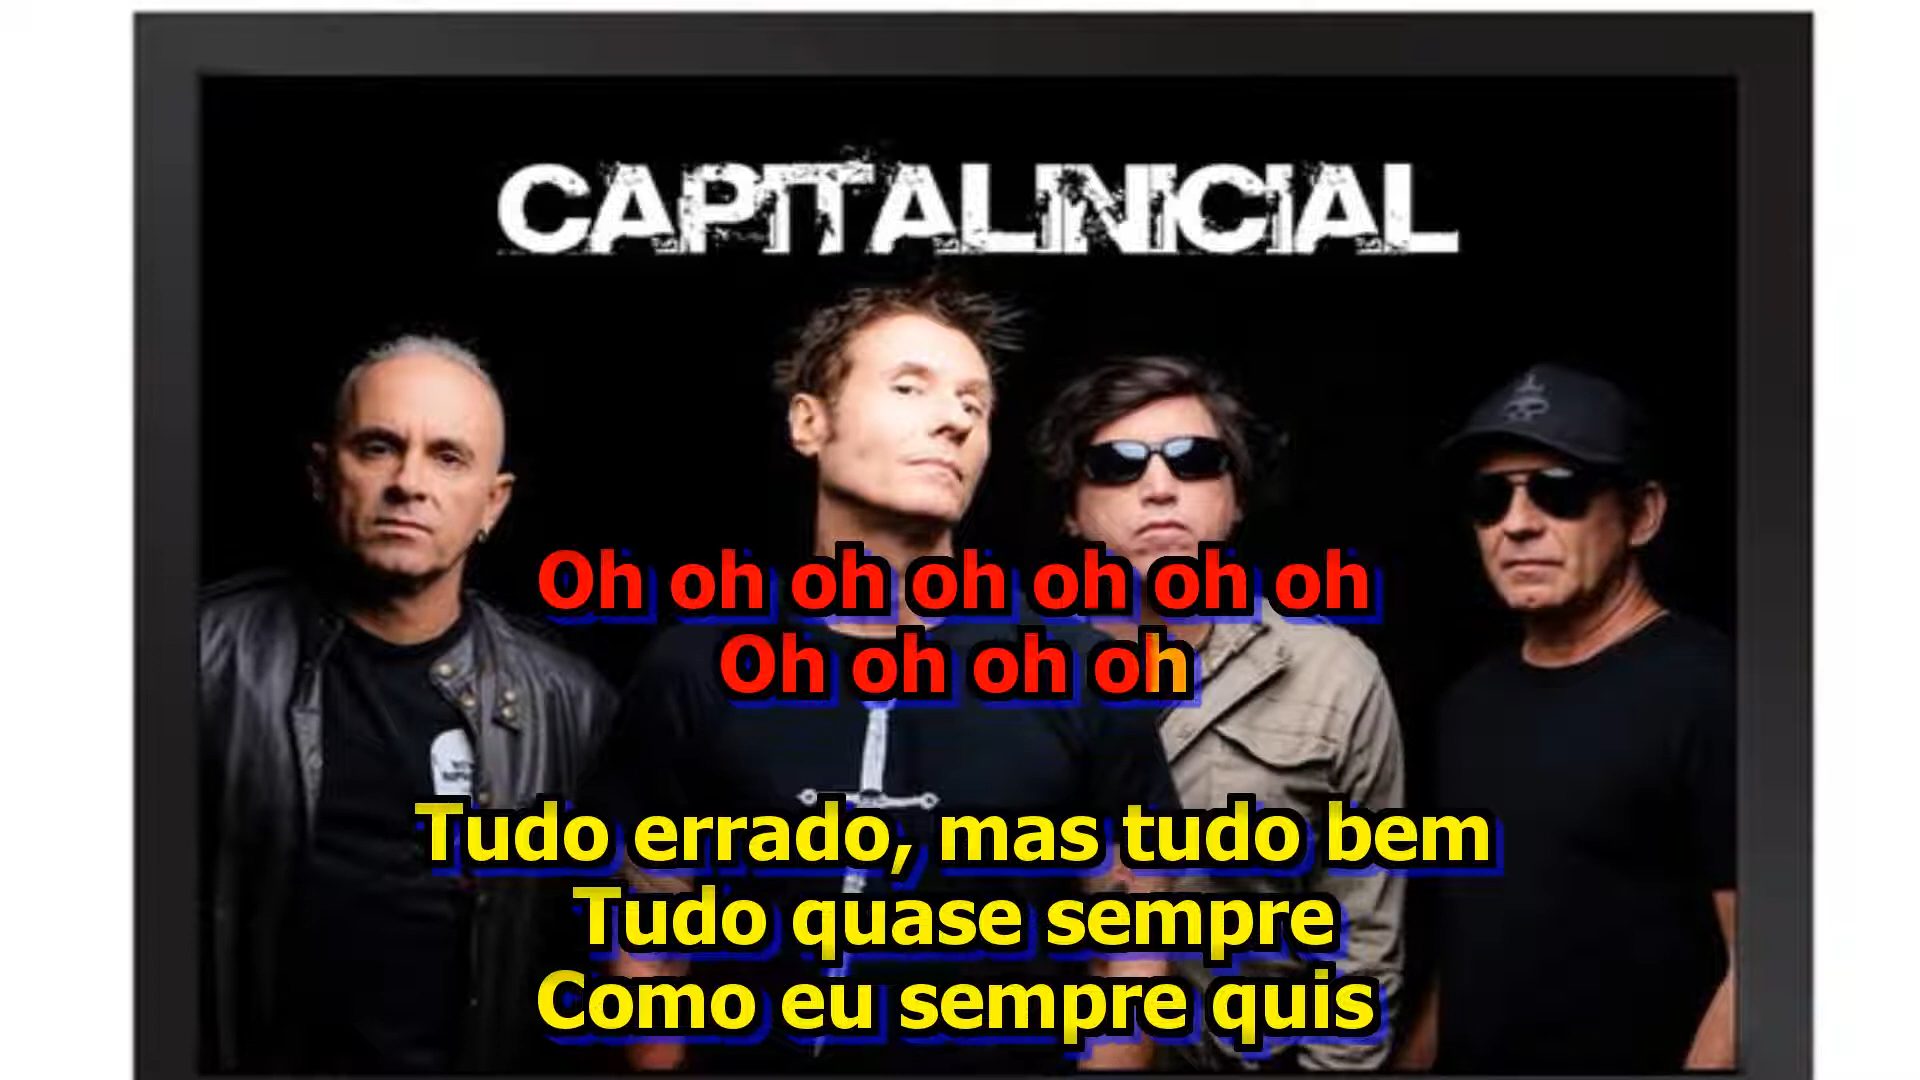 CAPITAL INICIAL
Oh oh oh oh oh oh oh
Oh oh oh oh
Tudo errado, mas tudo bem
Tudo quase sempre
Como eu sempre quis